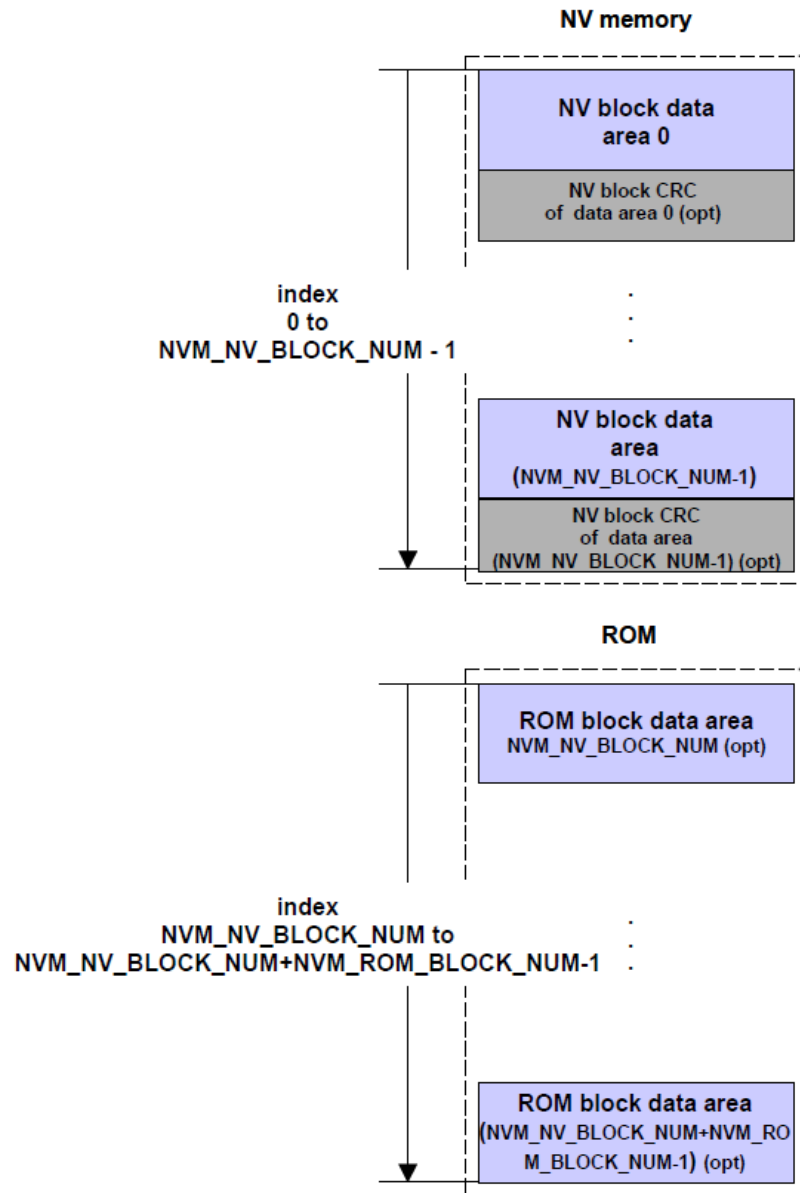 NV memory
NV block data
area 0
NV block CRC
of data area 0 (opt)
index
0 to
NVM_NV_BLOCK_NUM - 1
NV block data
area
(NVM_NV_BLOCK_NUM-1)
NV block CRC
of data area
(NVM_NV_BLOCK_NUM-1) (opt)
ROM
ROM block data area
NVM_NV_BLOCK_NUM (opt)
index
NVM_NV_BLOCK_NUM to
NVM_NV_BLOCK_NUM+NVM_ROM_BLOCK_NUM-1
ROM block data area
(NVM_NV_BLOCK_NUM+NVM_RO
M_BLOCK_NUM-1) (opt)